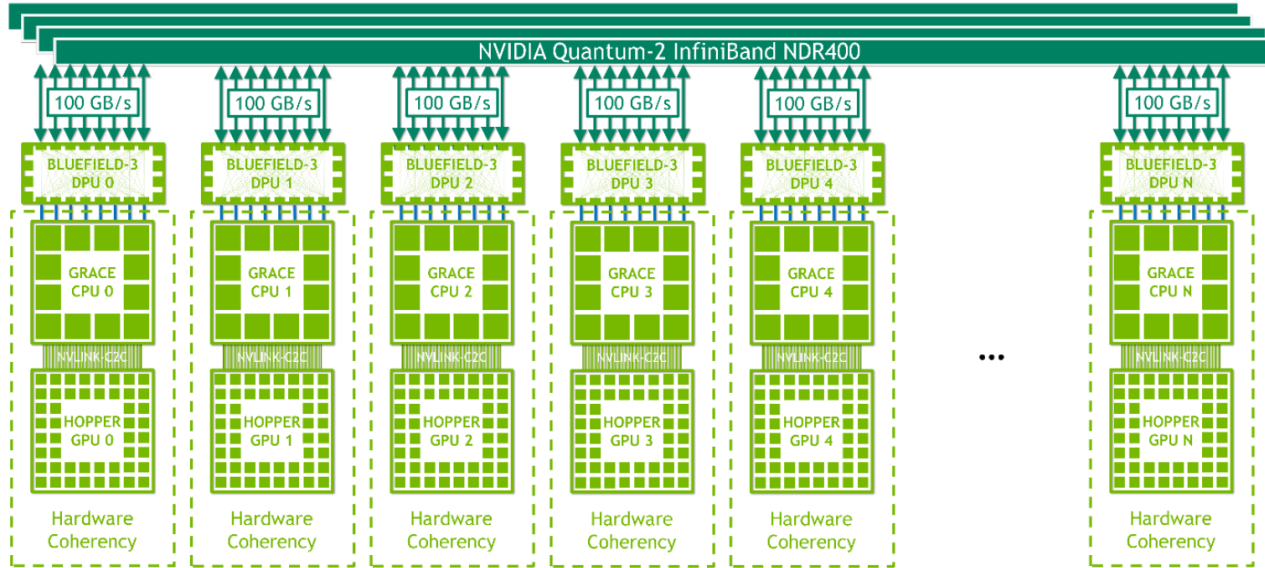 NVIDIA Quantum-2 InfiniBand NDR400
100 GB/s 100 GB/s 100 GB/s 100 GB/s 100 GB/s 100 GB/s
BLUEFIELD-3 BLUEFIELD-3 BLUEFIELD-3 BLUEFIELD-3 BLUEFIELD-3 BLUEFIELD-3
DPU 0 DPU 1 DPU 2 DPU 3 DPU 4 DPU N
GRACE GRACE GRACE GRACE GRACE GRACE
CPU 0 CPU 1 CPU 2 CPU 3 CPU 4 CPU N
NVLINK-C2C NVLINK-C2C NVLINK-C2C NVLINK-C2C NVLINK-C2C ... NVLINK-C2C
HOPPER HOPPER HOPPER HOPPER HOPPER HOPPER
GPU 0 GPU 1 GPU 2 GPU 3 GPU 4 GPU N
Hardware Hardware Hardware Hardware Hardware Hardware
Coherency Coherency Coherency Coherency Coherency Coherency